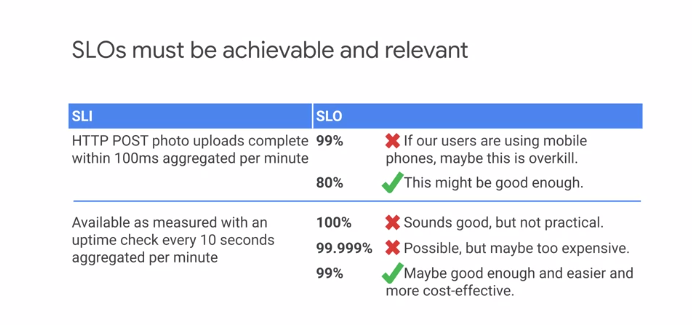 SLOs must be achievable and relevant
SLI SLO
HTTP POST photo uploads complete within 100ms aggregated per minute
99% If our users are using mobile phones, maybe this is overkill.
80% This might be good enough.
Available as measured with an uptime check every 10 seconds aggregated per minute
100% Sounds good, but not practical.
99.999% Possible, but maybe too expensive.
99% Maybe good enough and easier and more cost-effective.